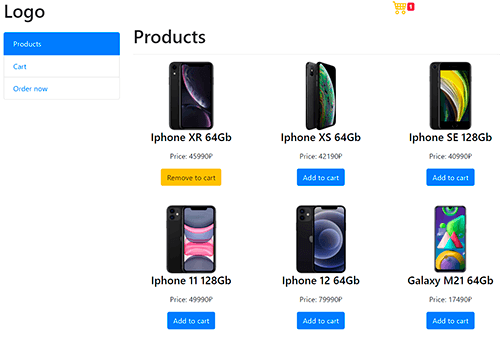 Logo
1
Products
Cart
Order now
Products
Iphone XR 64Gb
Iphone XS 64Gb
Iphone SE 128Gb
Price: 45990₽
Price: 42190₽
Price: 40990₽
Remove to cart
Add to cart
Add to cart
Iphone 11 128Gb
Iphone 12 64Gb
Galaxy M21 64Gb
Price: 49990₽
Price: 79990₽
Price: 17490₽
Add to cart
Add to cart
Add to cart